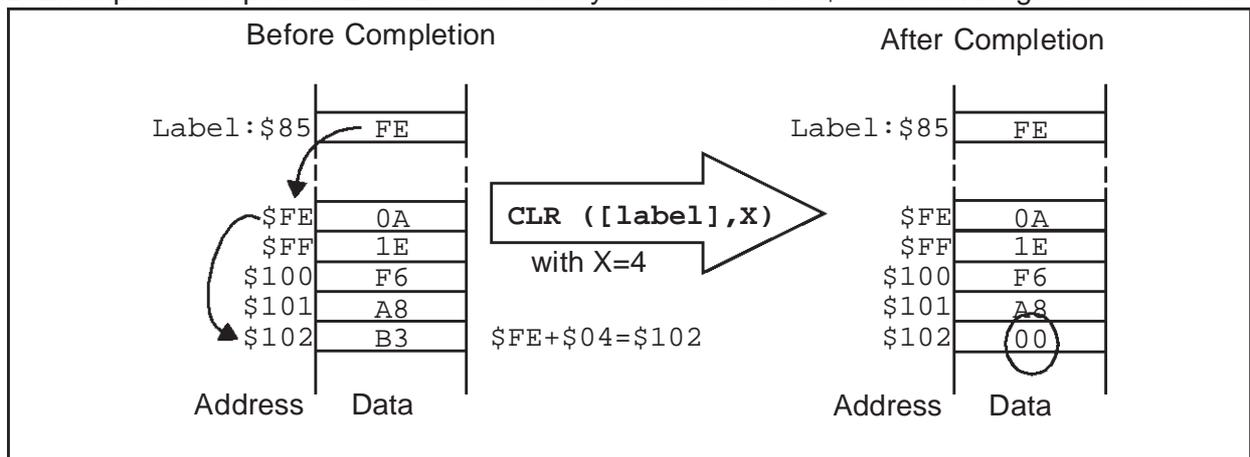 Before Completion
After Completion
Label:$85 FE
Label:$85 FE
$FE 0A
CLR ([label],X)
$FE 0A
$FF 1E
$FF 1E
with X=4
$100 F6
$100 F6
$101 A8
$101 A8
$102 B3
$FE+$04=$102
$102 00
Address Data
Address Data